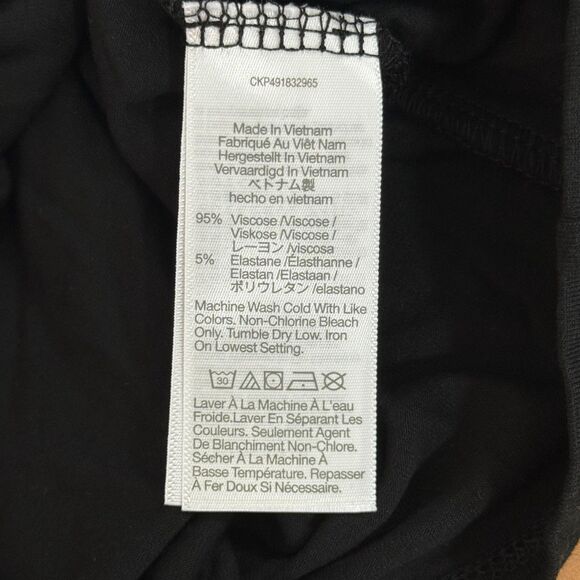 CKP491832965
Made In Vietnam
Fabriqué Au Viêt Nam
Hergestellt In Vietnam
Vervaardigd In Vietnam
ベトナム製
hecho en vietnam
95% Viscose /Viscose /
Viskose /Viscose /
レーヨン /viscosa
5% Elastane /Élasthanne /
Elastan /Elastaan /
ポリウレタン /elastano
Machine Wash Cold With Like
Colors. Non-Chlorine Bleach
Only. Tumble Dry Low. Iron
On Lowest Setting.
30
Laver À La Machine À L'eau
Froide.Laver En Séparant Les
Couleurs. Seulement Agent
De Blanchiment Non-Chlore.
Sécher À La Machine À
Basse Température. Repasser
À Fer Doux Si Nécessaire.